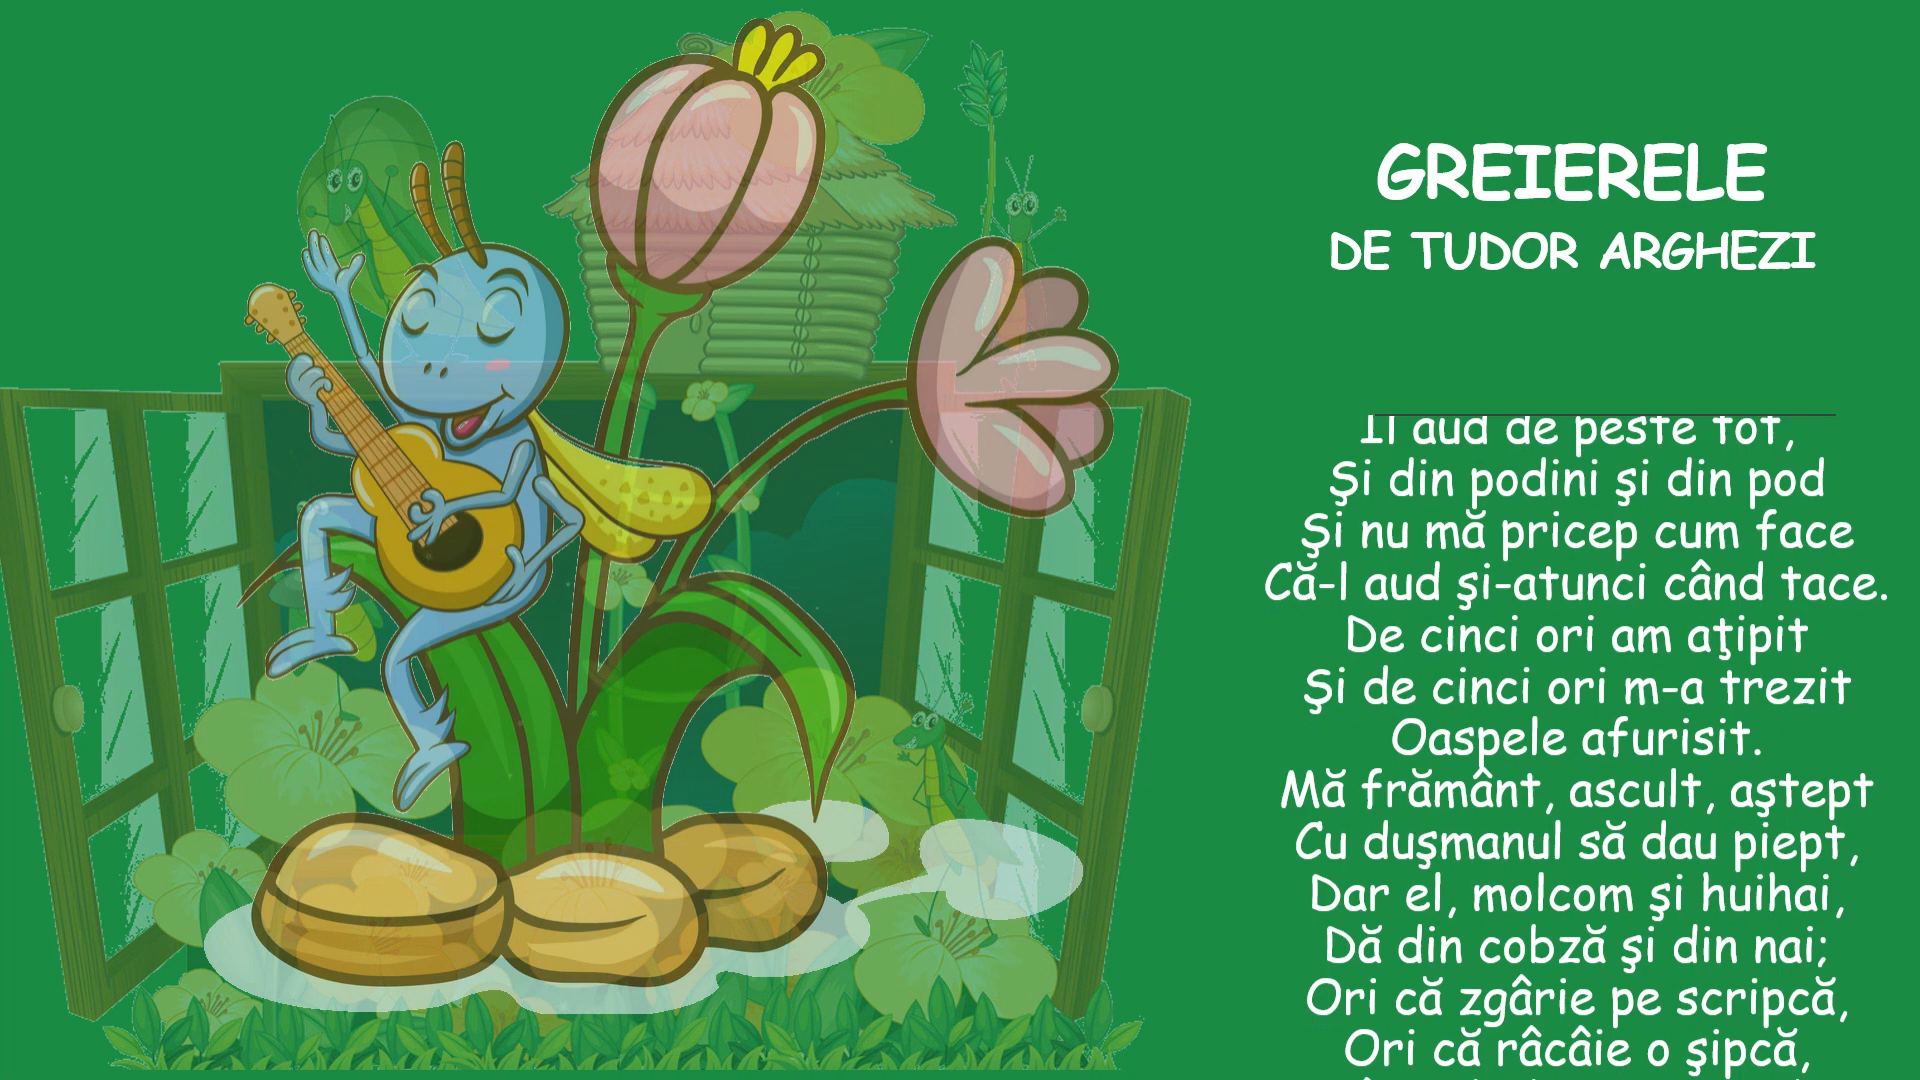 GREIERELE
DE TUDOR ARGHEZI
Îl aud de peste tot,
Şi din podini şi din pod
Şi nu mă pricep cum face
Că-l aud şi-atunci când tace.
De cinci ori am aţipit
Şi de cinci ori m-a trezit
Oaspele afurisit.
Mă frământ, ascult, aştept
Cu duşmanul să dau piept,
Dar el, molcom şi huihai,
Dă din cobză şi din nai;
Ori că zgârie pe scripcă,
Ori că râcâie o şipcă,